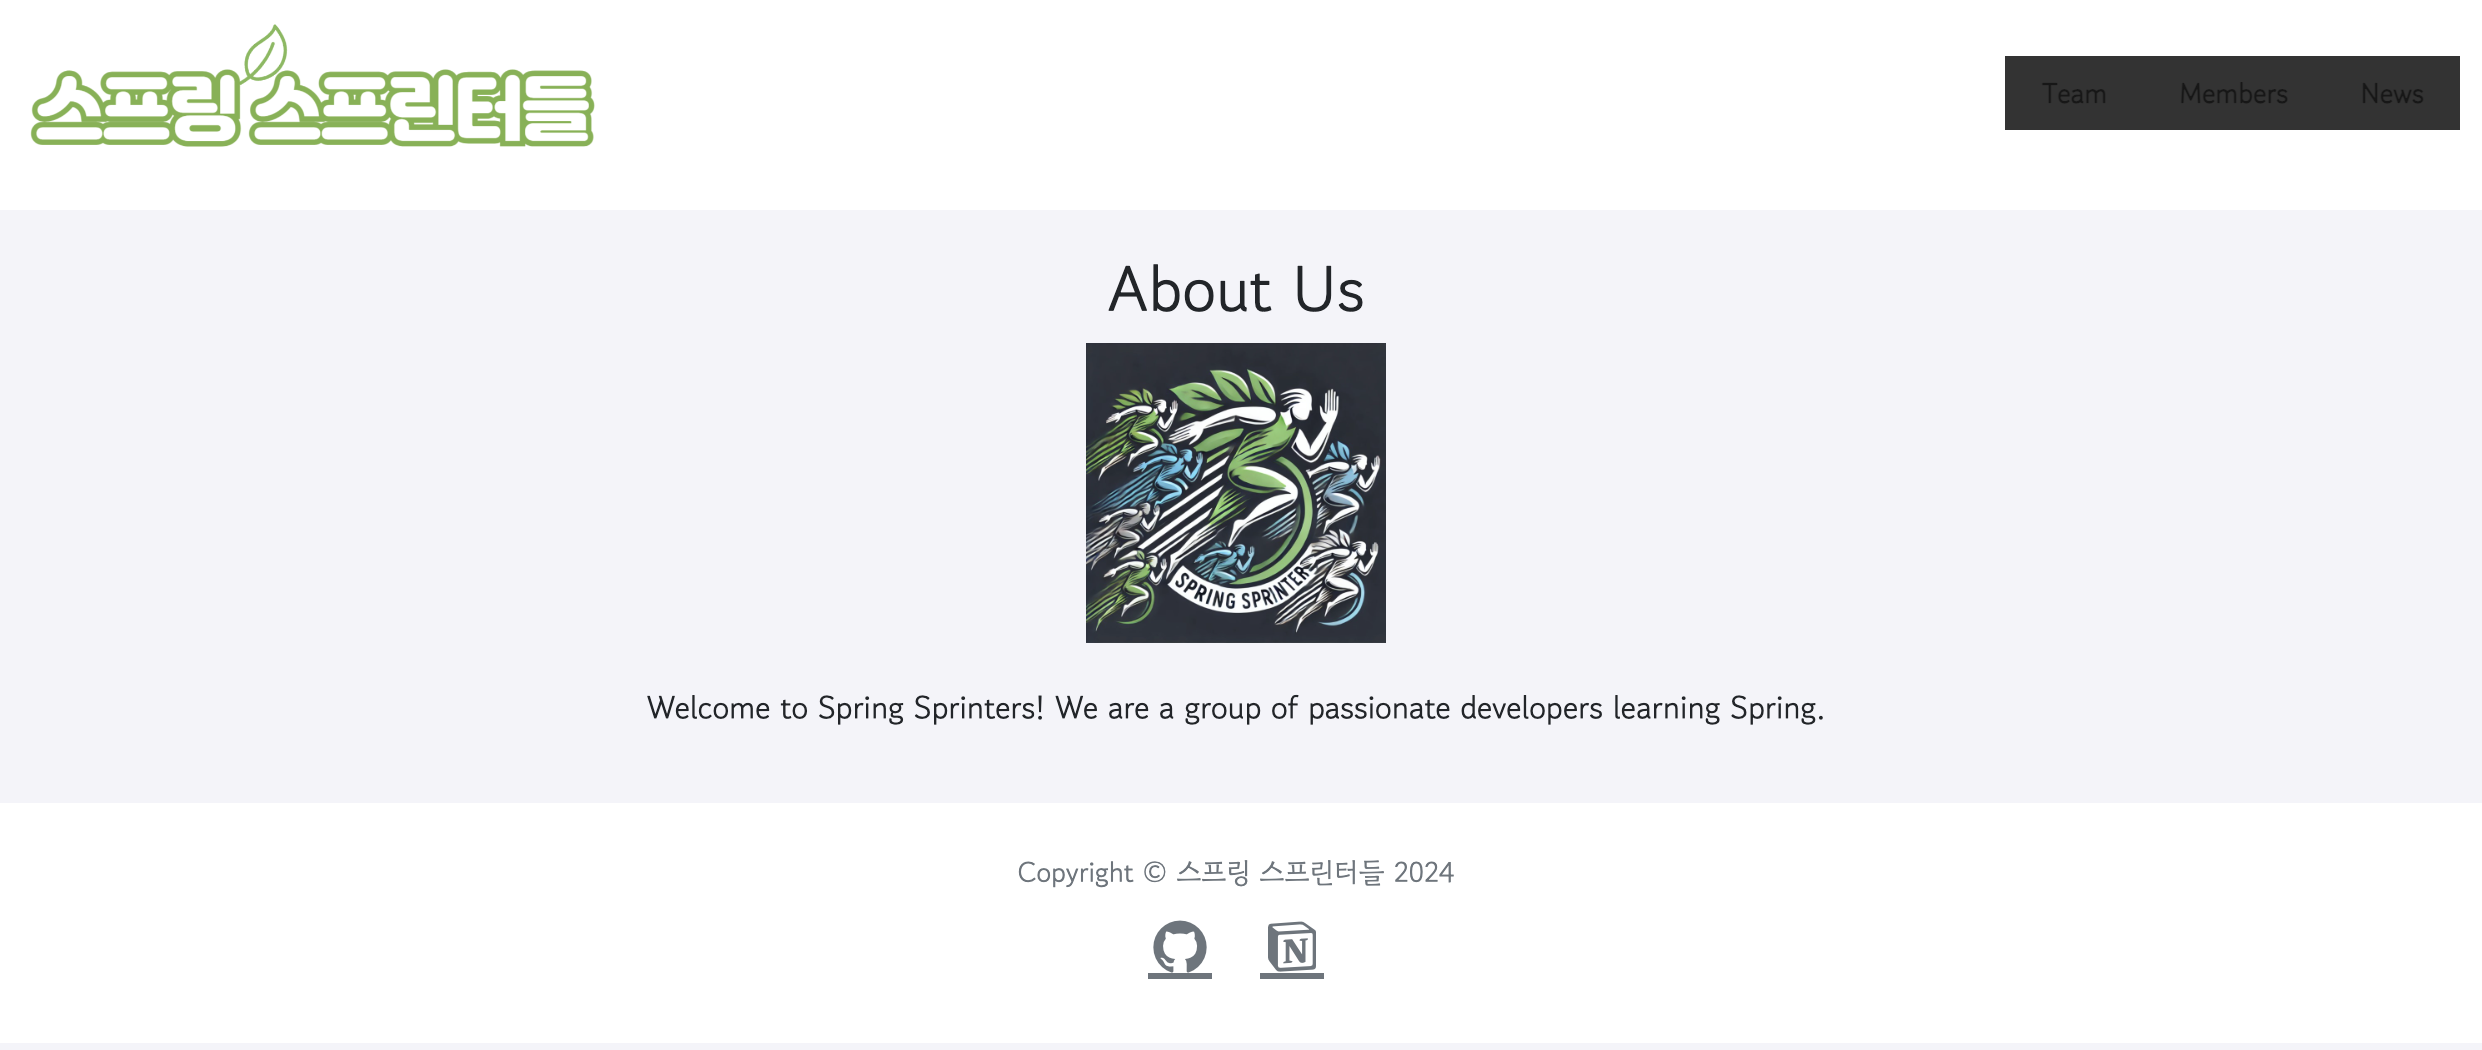 스프링 스프린터들
Team Members News
About Us
SPRING SPRINTER
Welcome to Spring Sprinters! We are a group of passionate developers learning Spring.
Copyright © 스프링 스프린터들 2024
N